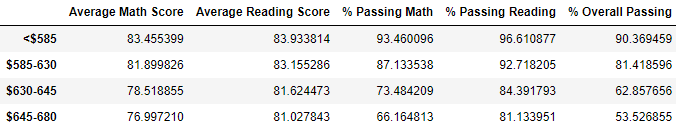 Average Math Score Average Reading Score % Passing Math % Passing Reading % Overall Passing
<$585 83.455399 83.933814 93.460096 96.610877 90.369459
$585-630 81.899826 83.155286 87.133538 92.718205 81.418596
$630-645 78.518855 81.624473 73.484209 84.391793 62.857656
$645-680 76.997210 81.027843 66.164813 81.133951 53.526855